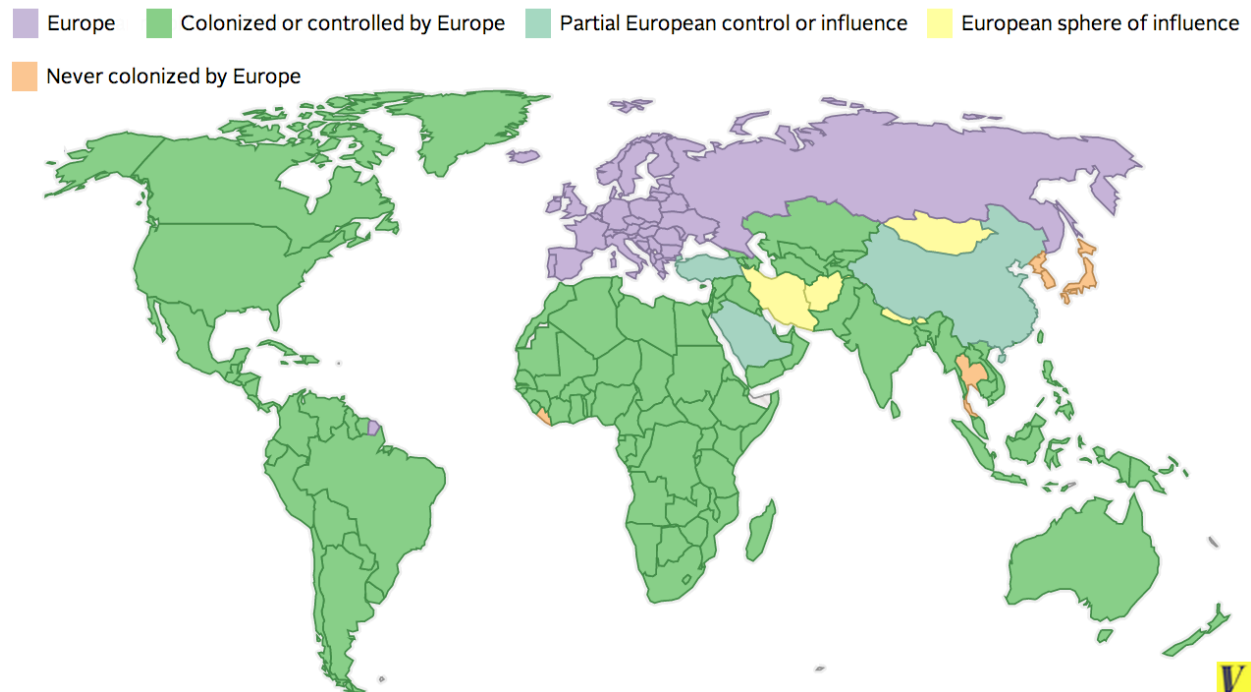 Europe Colonized or controlled by Europe Partial European control or influence European sphere of influence
Never colonized by Europe
V